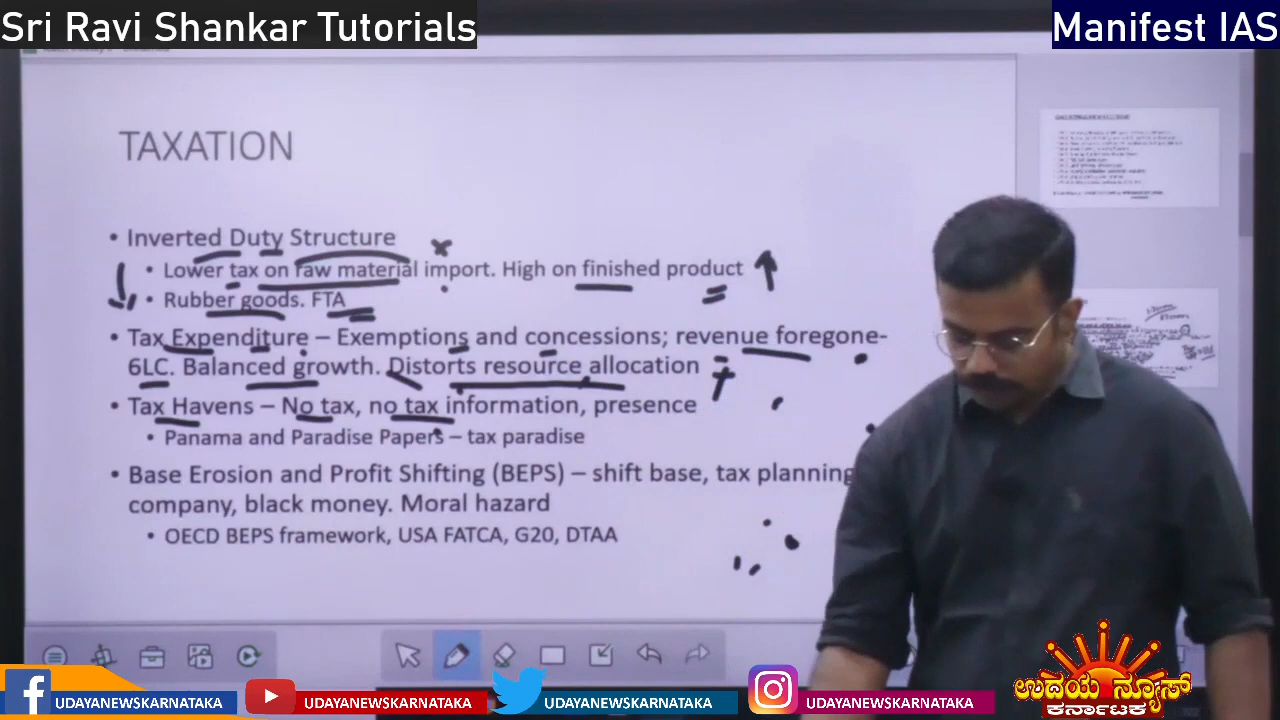 Sri Ravi Shankar Tutorials
Manifest IAS
TAXATION
• Inverted Duty Structure
• Lower tax on raw material import. High on finished product
• Rubber goods. FTA
• Tax Expenditure – Exemptions and concessions; revenue foregone-
6LC. Balanced growth. Distorts resource allocation
• Tax Havens – No tax, no tax information, presence
• Panama and Paradise Papers – tax paradise
• Base Erosion and Profit Shifting (BEPS) – shift base, tax planning
company, black money. Moral hazard
• OECD BEPS framework, USA FATCA, G20, DTAA
UDAYANEWSKARNATAKA
UDAYANEWSKARNATAKA
UDAYANEWSKARNATAKA
UDAYANEWSKARNATAKA
ಉದಯ ನ್ಯೂಸ್
ಕರ್ನಾಟಕ